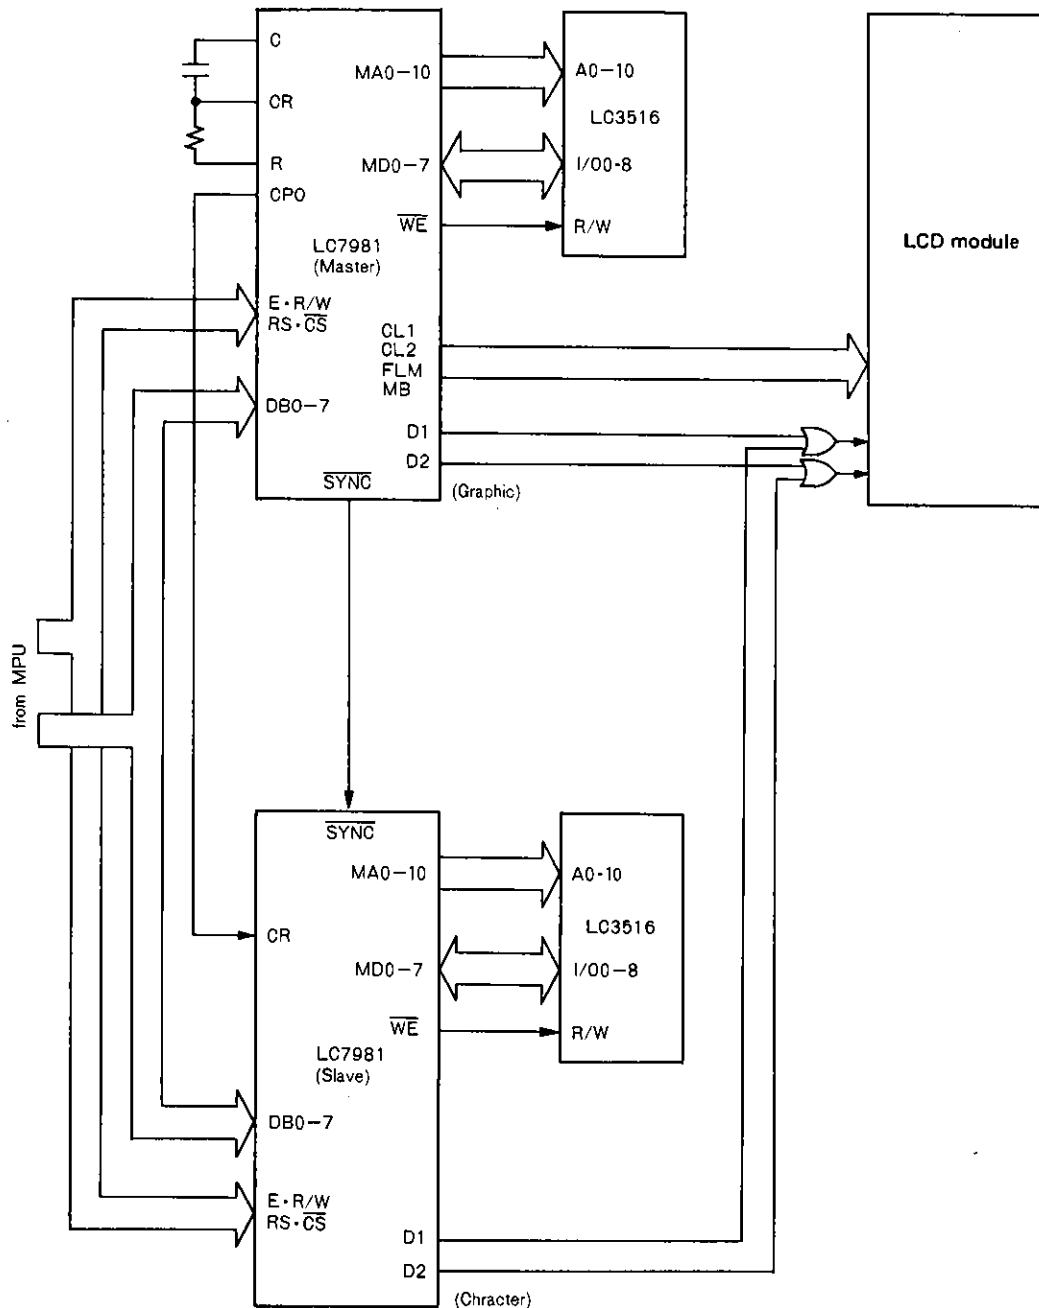 C
MA0-10
A0-10
CR
LC3516
R
MD0-7
I/O0-8
CPO
WE
R/W
LC7981
(Master)
LCD module
E·R/W
RS·CS
CL1
CL2
FLM
MB
DB0-7
D1
D2
SYNC
(Graphic)
from MPU
SYNC
MA0-10
A0-10
LC3516
CR
MD0-7
I/O0-8
WE
R/W
LC7981
(Slave)
DB0-7
E·R/W
RS·CS
D1
D2
(Chracter)